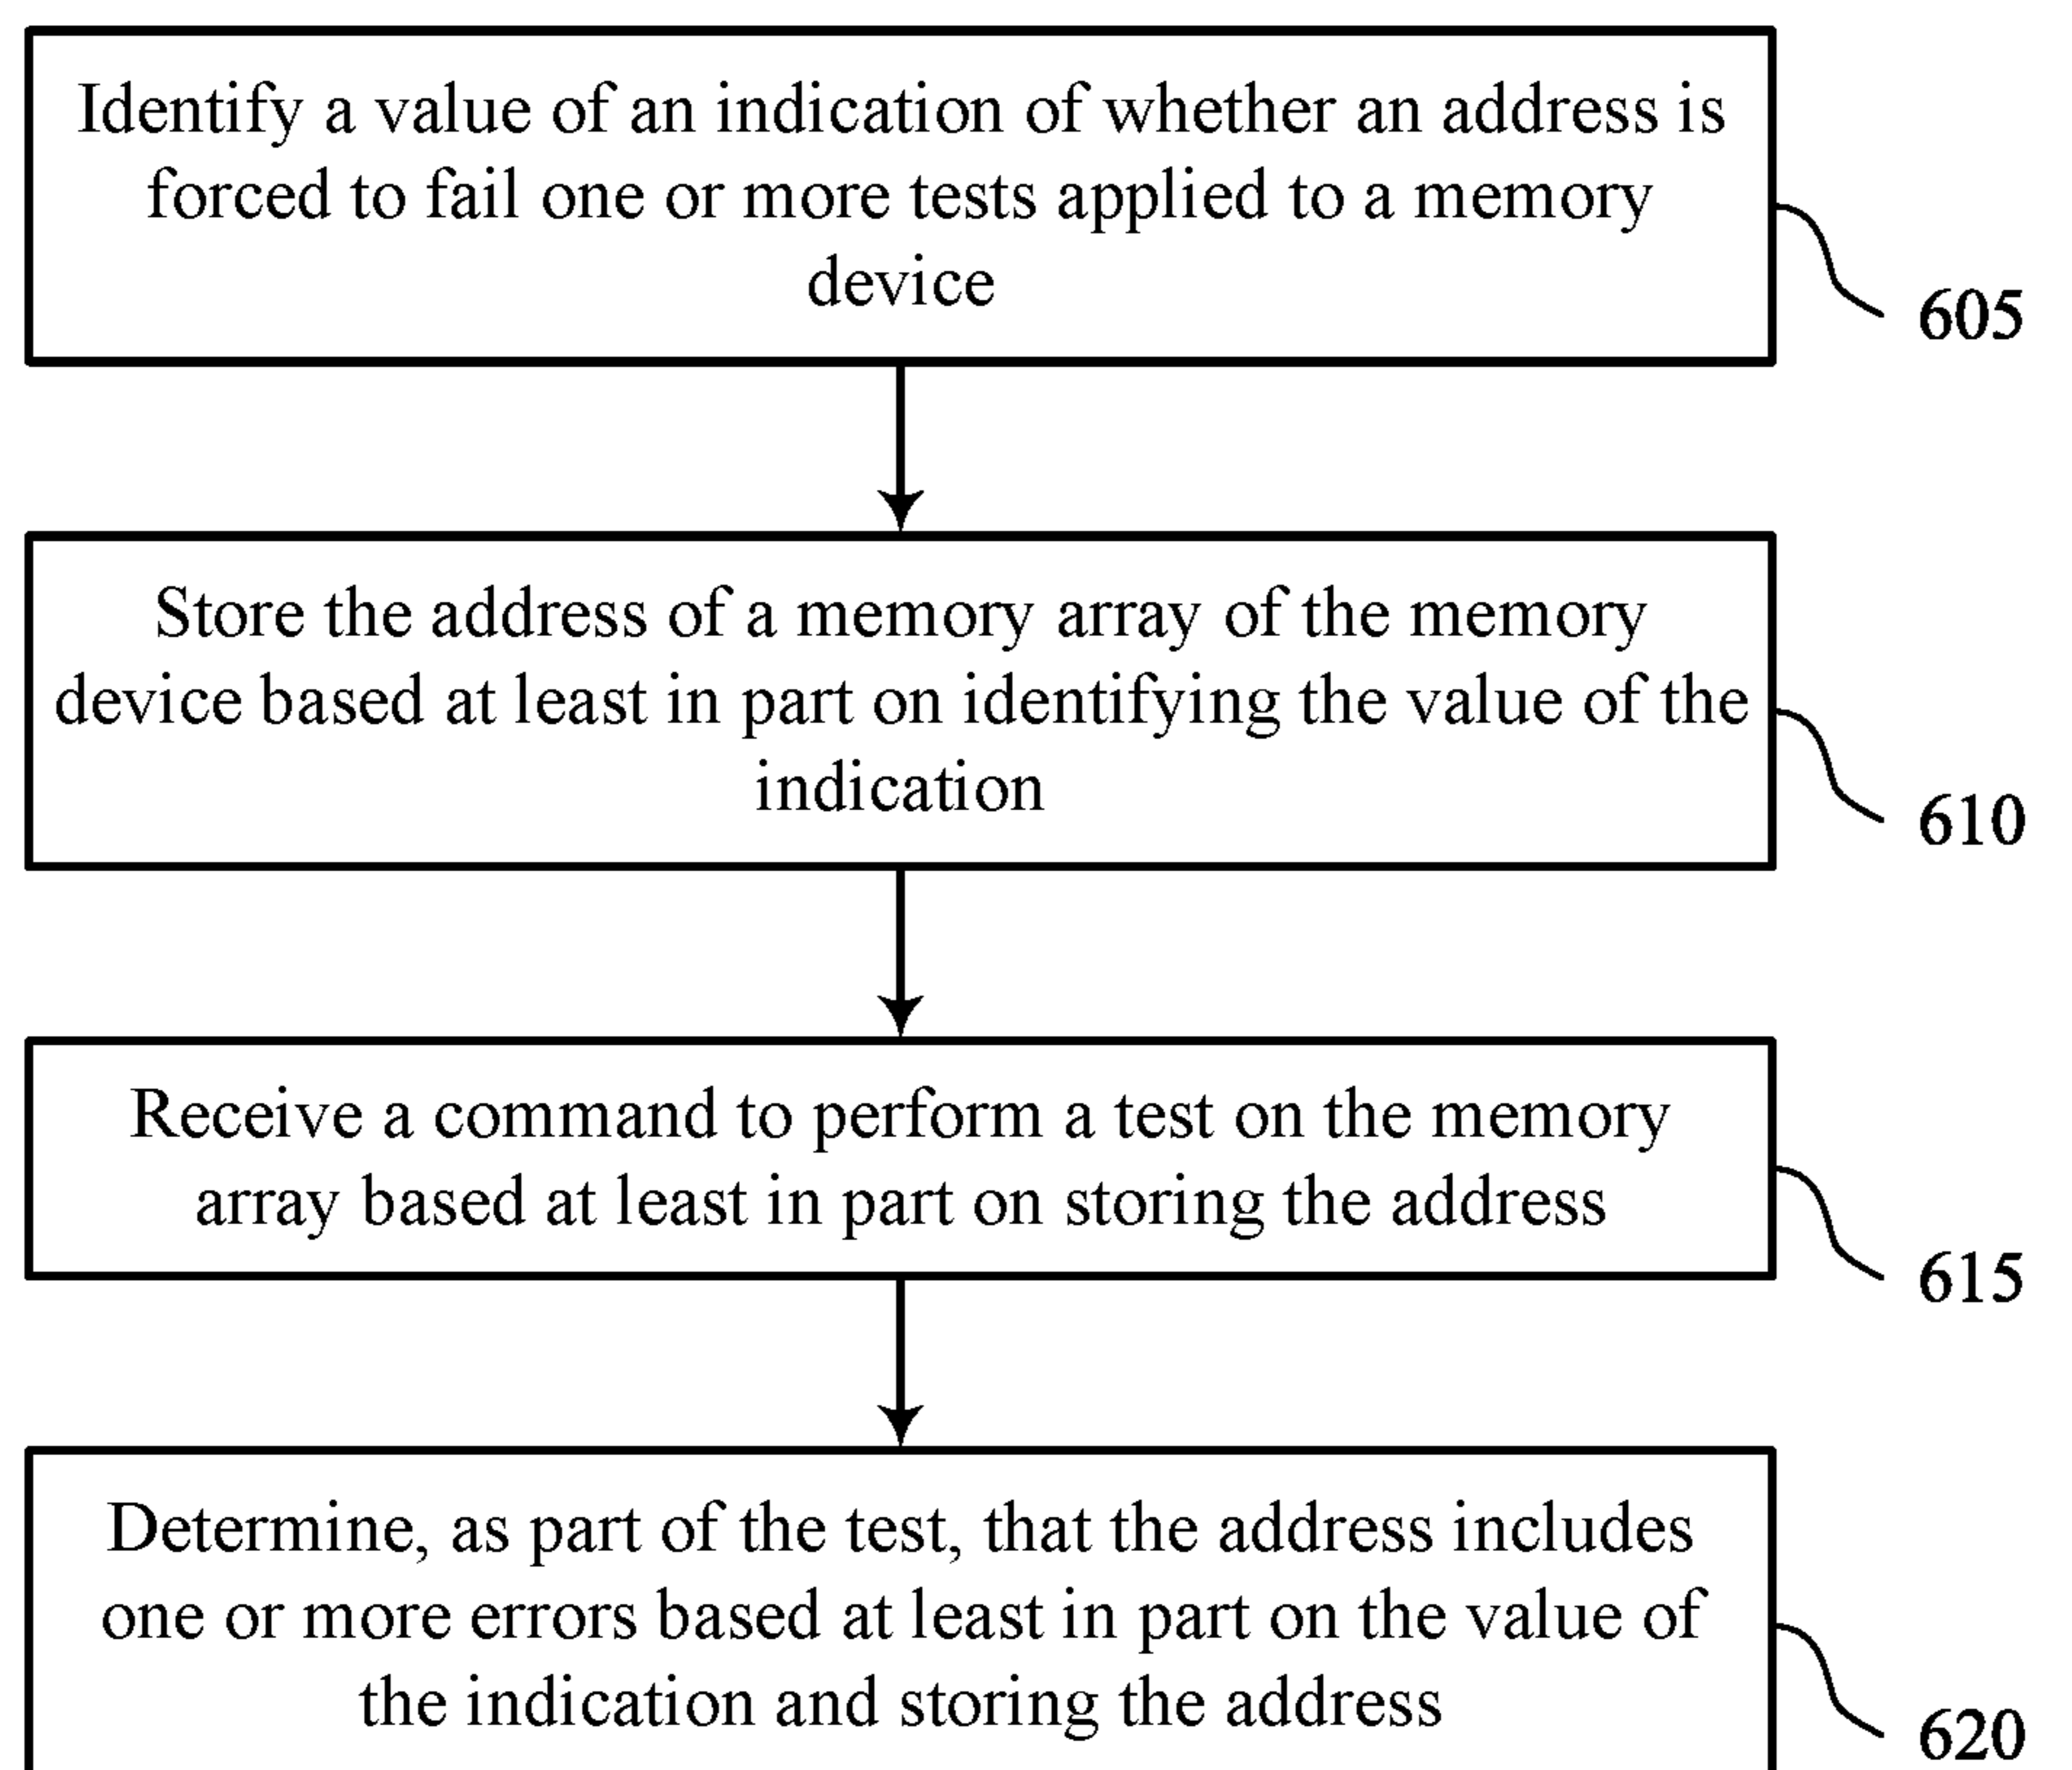 Identify a value of an indication of whether an address is
forced to fail one or more tests applied to a memory
device
605
Store the address of a memory array of the memory
device based at least in part on identifying the value of the
indication
610
Receive a command to perform a test on the memory
array based at least in part on storing the address
615
Determine, as part of the test, that the address includes
one or more errors based at least in part on the value of
the indication and storing the address
620